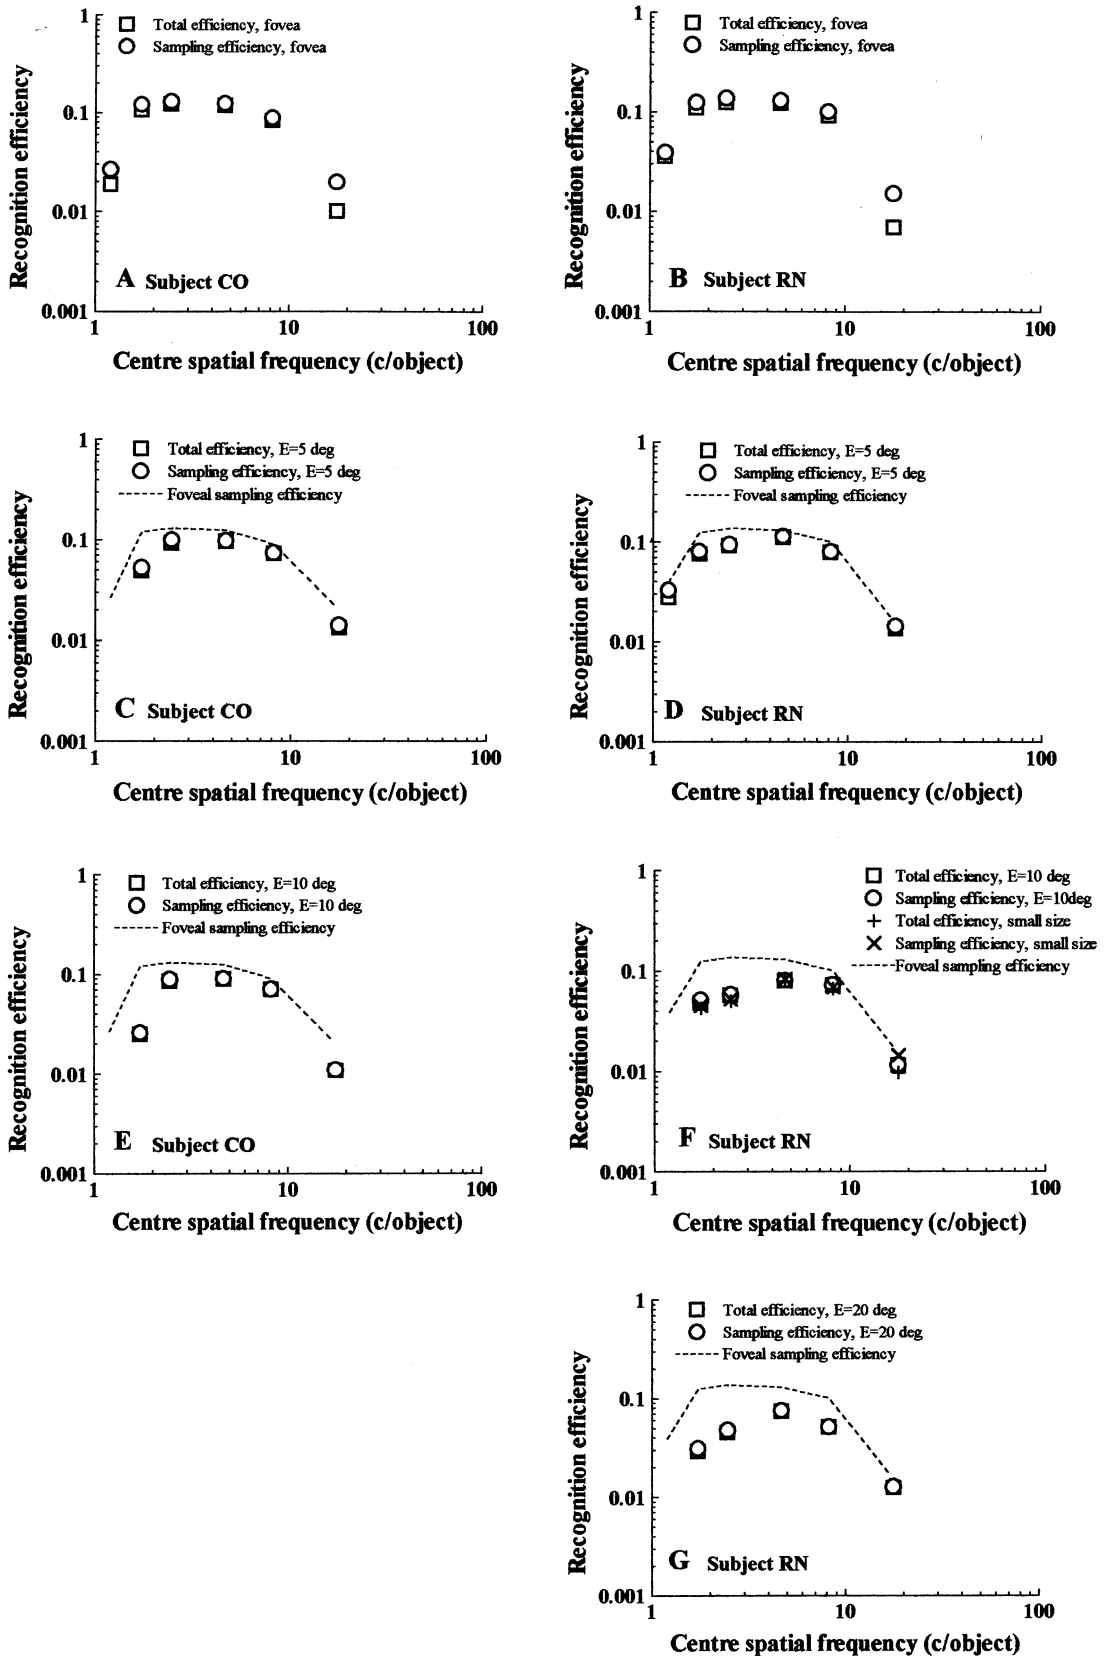 Total efficiency, fovea
Sampling efficiency, fovea
1
0.1
0.01
0.001
Recognition efficiency
A Subject CO
1 10 100
Centre spatial frequency (c/object)
Total efficiency, fovea
Sampling efficiency, fovea
1
0.1
0.01
0.001
Recognition efficiency
B Subject RN
1 10 100
Centre spatial frequency (c/object)
Total efficiency, E=5 deg
Sampling efficiency, E=5 deg
Foveal sampling efficiency
1
0.1
0.01
0.001
Recognition efficiency
C Subject CO
1 10 100
Centre spatial frequency (c/object)
Total efficiency, E=5 deg
Sampling efficiency, E=5 deg
Foveal sampling efficiency
1
0.1
0.01
0.001
Recognition efficiency
D Subject RN
1 10 100
Centre spatial frequency (c/object)
Total efficiency, E=10 deg
Sampling efficiency, E=10 deg
Foveal sampling efficiency
1
0.1
0.01
0.001
Recognition efficiency
E Subject CO
1 10 100
Centre spatial frequency (c/object)
Total efficiency, E=10 deg
Sampling efficiency, E=10deg
Total efficiency, small size
Sampling efficiency, small size
Foveal sampling efficiency
1
0.1
0.01
0.001
Recognition efficiency
F Subject RN
1 10 100
Centre spatial frequency (c/object)
Total efficiency, E=20 deg
Sampling efficiency, E=20 deg
Foveal sampling efficiency
1
0.1
0.01
0.001
Recognition efficiency
G Subject RN
1 10 100
Centre spatial frequency (c/object)